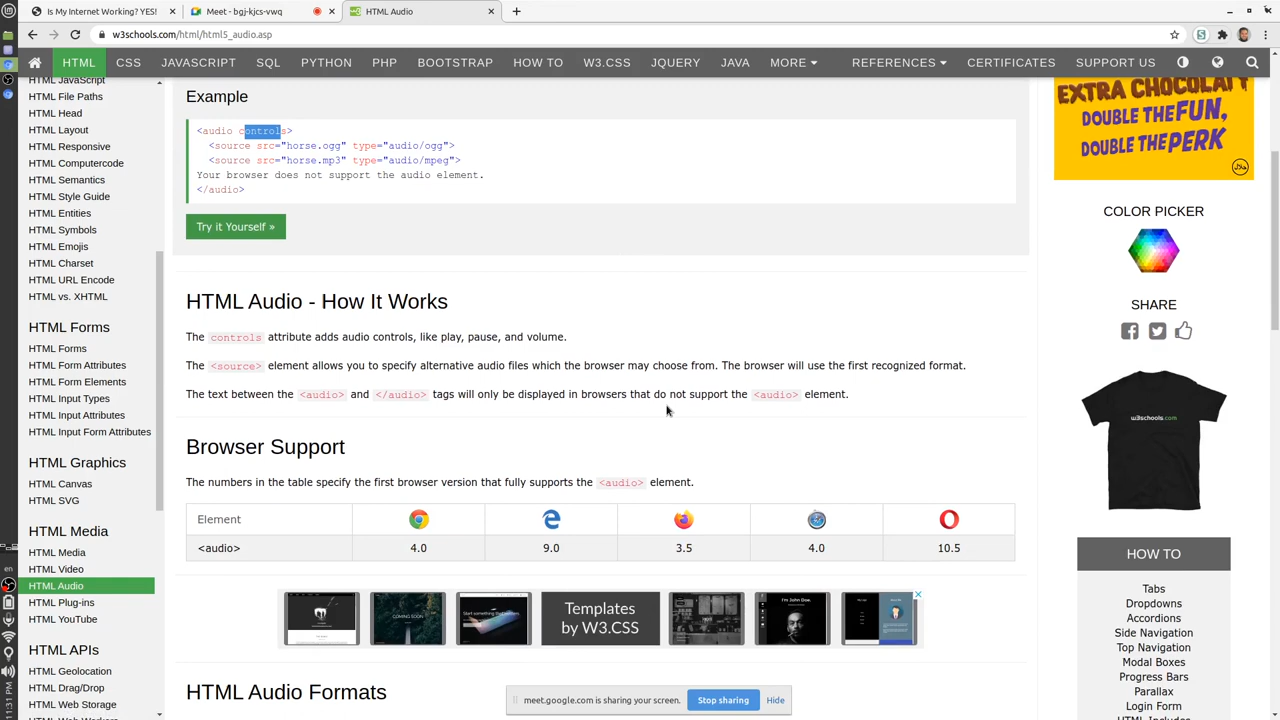 Is My Internet Working? YES!
Meet - bgj-kjcs-vwq
HTML Audio
w3schools.com/html/html5_audio.asp
HTML CSS JAVASCRIPT SQL PYTHON PHP BOOTSTRAP HOW TO W3.CSS JQUERY JAVA MORE REFERENCES CERTIFICATES SUPPORT US
HTML JavaScript
HTML File Paths
HTML Head
HTML Layout
HTML Responsive
HTML Computercode
HTML Semantics
HTML Style Guide
HTML Entities
HTML Symbols
HTML Emojis
HTML Charset
HTML URL Encode
HTML vs. XHTML
HTML Forms
HTML Forms
HTML Form Attributes
HTML Form Elements
HTML Input Types
HTML Input Attributes
HTML Input Form Attributes
HTML Graphics
HTML Canvas
HTML SVG
HTML Media
HTML Media
HTML Video
HTML Audio
HTML Plug-ins
HTML YouTube
HTML APIs
HTML Geolocation
HTML Drag/Drop
HTML Web Storage
HTML Web Workers
Example
<audio controls>
<source src="horse.ogg" type="audio/ogg">
<source src="horse.mp3" type="audio/mpeg">
Your browser does not support the audio element.
</audio>
Try it Yourself »
HTML Audio - How It Works
The controls attribute adds audio controls, like play, pause, and volume.
The <source> element allows you to specify alternative audio files which the browser may choose from. The browser will use the first recognized format.
The text between the <audio> and </audio> tags will only be displayed in browsers that do not support the <audio> element.
Browser Support
The numbers in the table specify the first browser version that fully supports the <audio> element.
Element
<audio> 4.0 9.0 3.5 4.0 10.5
COMING SOON
Start something
Templates
by W3.CSS
I'm John Doe.
HTML Audio Formats
meet.google.com is sharing your screen.
Stop sharing
Hide
EXTRA CHOCOLATY
DOUBLE THE FUN,
DOUBLE THE PERK
COLOR PICKER
SHARE
w3schools.com
HOW TO
Tabs
Dropdowns
Accordions
Side Navigation
Top Navigation
Modal Boxes
Progress Bars
Parallax
Login Form
HTML Includes
en
11:31 PM